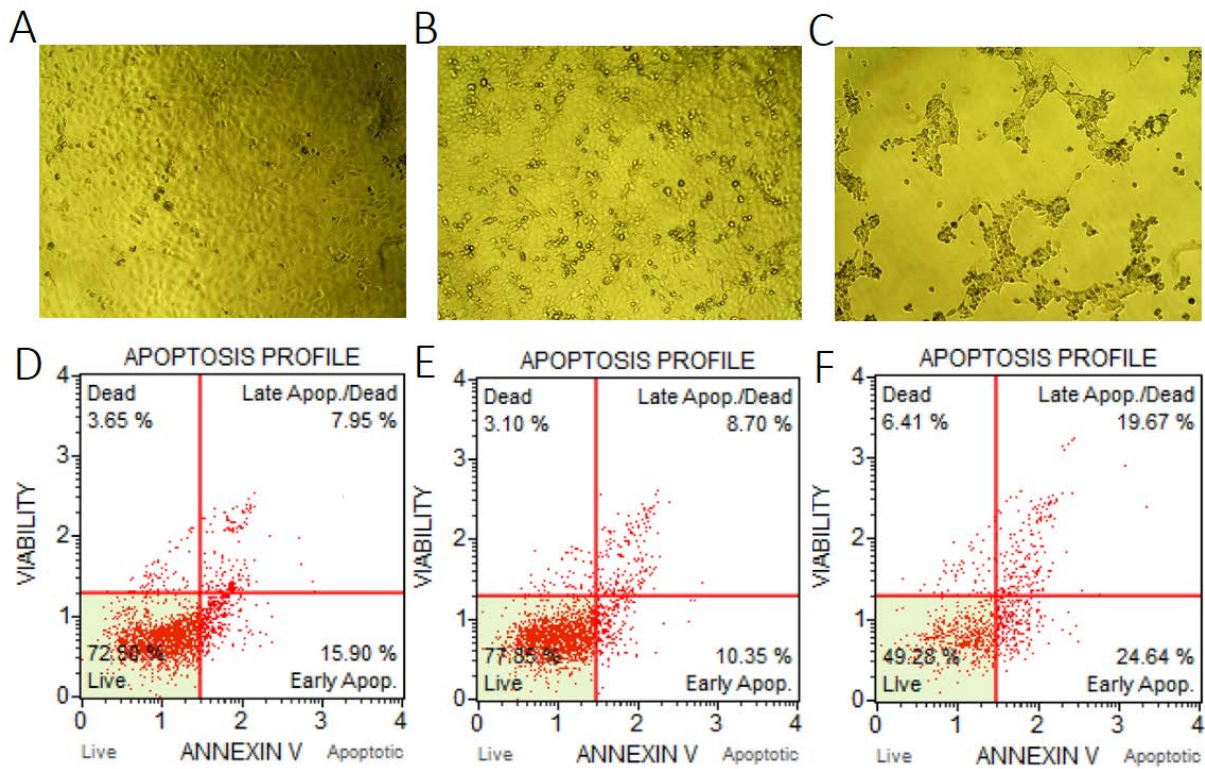 A
B
C
D
APOPTOSIS PROFILE
4
3
2
1
0
VIABILITY
Dead
3.65 %
Late Apop./Dead
7.95 %
72.50 %
Live
15.90 %
Early Apop.
0 1 2 3 4
Live ANNEXIN V Apoptotic
E
APOPTOSIS PROFILE
4
3
2
1
0
VIABILITY
Dead
3.10 %
Late Apop./Dead
8.70 %
77.85 %
Live
10.35 %
Early Apop.
0 1 2 3 4
Live ANNEXIN V Apoptotic
F
APOPTOSIS PROFILE
4
3
2
1
0
VIABILITY
Dead
6.41 %
Late Apop./Dead
19.67 %
49.28 %
Live
24.64 %
Early Apop.
0 1 2 3 4
Live ANNEXIN V Apoptotic